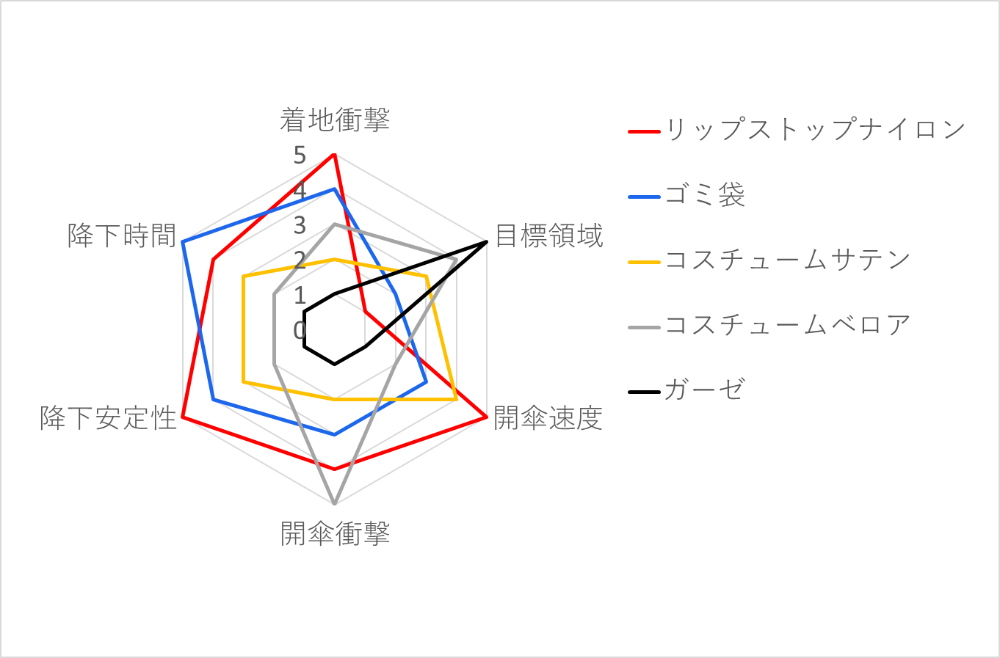 着地衝撃
5
4
3
2
1
0
目標領域
開傘速度
開傘衝撃
降下安定性
降下時間
リップストップナイロン
ゴミ袋
コスチュームサテン
コスチュームベロア
ガーゼ